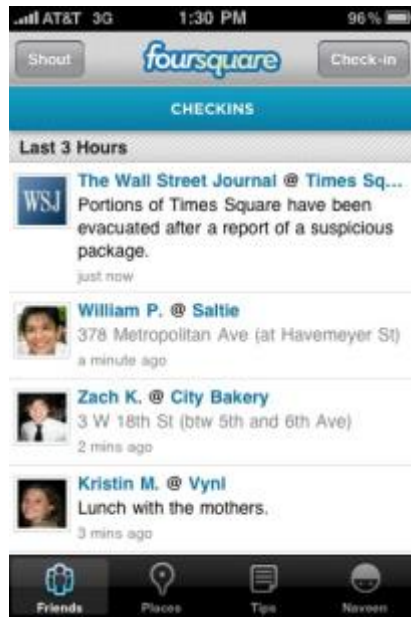 AT&T 3G 1:30 PM 96%
Shout foursquare Check-in
CHECKINS
Last 3 Hours
WSJ
The Wall Street Journal @ Times Sq...
Portions of Times Square have been
evacuated after a report of a suspicious
package.
just now
William P. @ Saltie
378 Metropolitan Ave (at Havemeyer St)
a minute ago
Zach K. @ City Bakery
3 W 18th St (btw 5th and 6th Ave)
2 mins ago
Kristin M. @ Vynl
Lunch with the mothers.
3 mins ago
Friends Places Tips Naveen